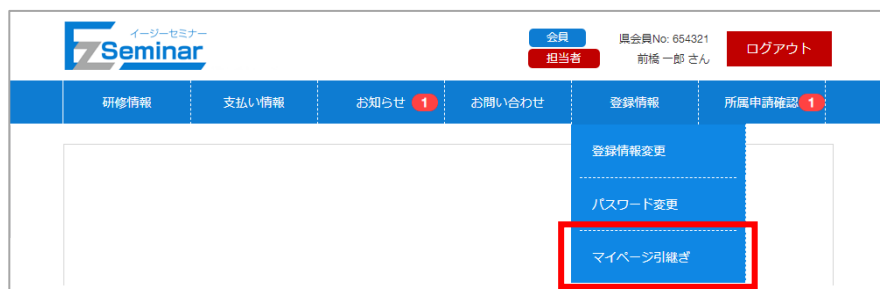 イージーセミナー
EzSeminar
会員
担当者
県会員No: 654321
前橋 一郎 さん
ログアウト
研修情報 支払い情報 お知らせ 1 お問い合わせ 登録情報 所属申請確認 1
登録情報変更
パスワード変更
マイページ引継ぎ